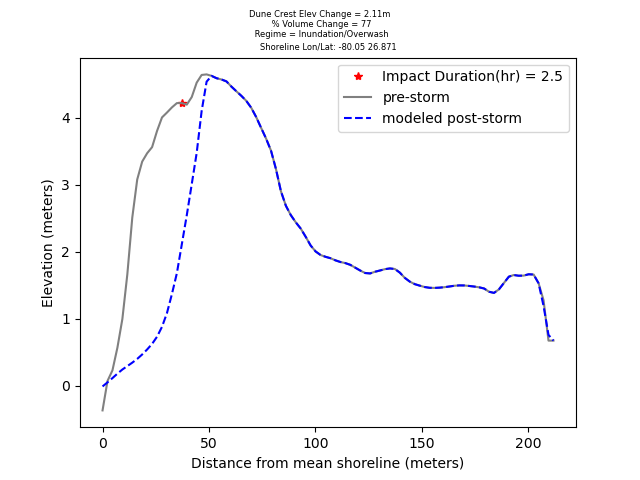 Dune Crest Elev Change = 2.11m
% Volume Change = 77
Regime = Inundation/Overwash
Shoreline Lon/Lat: -80.05 26.871
Impact Duration(hr) = 2.5
pre-storm
modeled post-storm
Elevation (meters)
4
3
2
1
0
0
50
100
150
200
Distance from mean shoreline (meters)